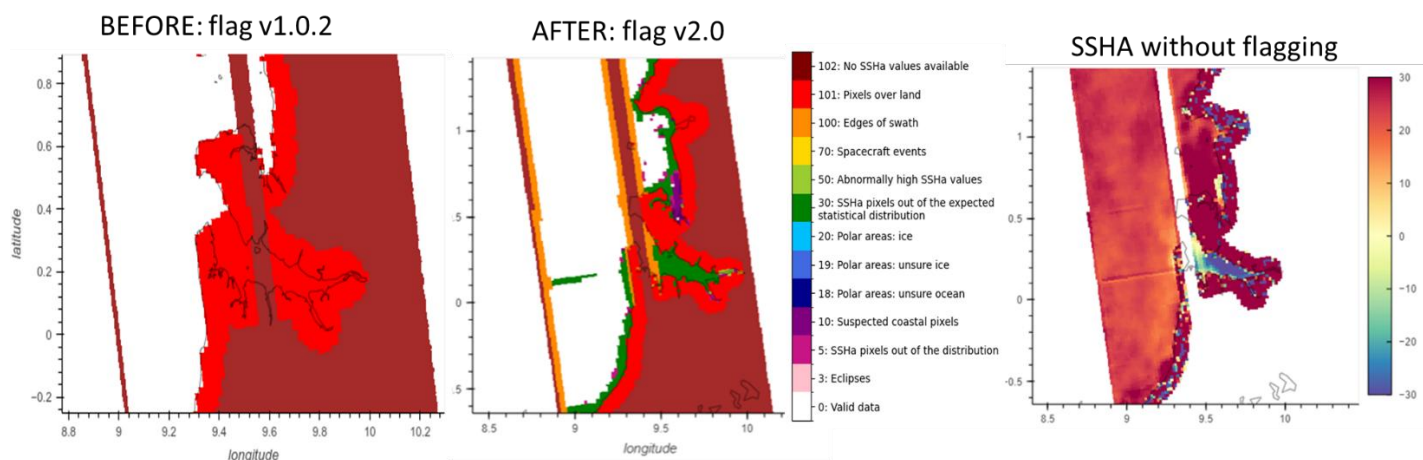 BEFORE: flag v1.0.2
AFTER: flag v2.0
SSHA without flagging
0.8
0.6
0.4
0.2
0
-0.2
latitude
8.8
9
9.2
9.4
9.6
9.8
10
10.2
longitude
1
.5
0
.5
8.5
9
9.5
10
longitude
102: No SSHa values available
101: Pixels over land
100: Edges of swath
70: Spacecraft events
50: Abnormally high SSHa values
30: SSHa pixels out of the expected
statistical distribution
20: Polar areas: ice
19: Polar areas: unsure ice
18: Polar areas: unsure ocean
10: Suspected coastal pixels
5: SSHa pixels out of the distribution
3: Eclipses
0: Valid data
1
0.5
0
-0.5
8.5
9
9.5
10
30
20
10
0
−10
−20
−30